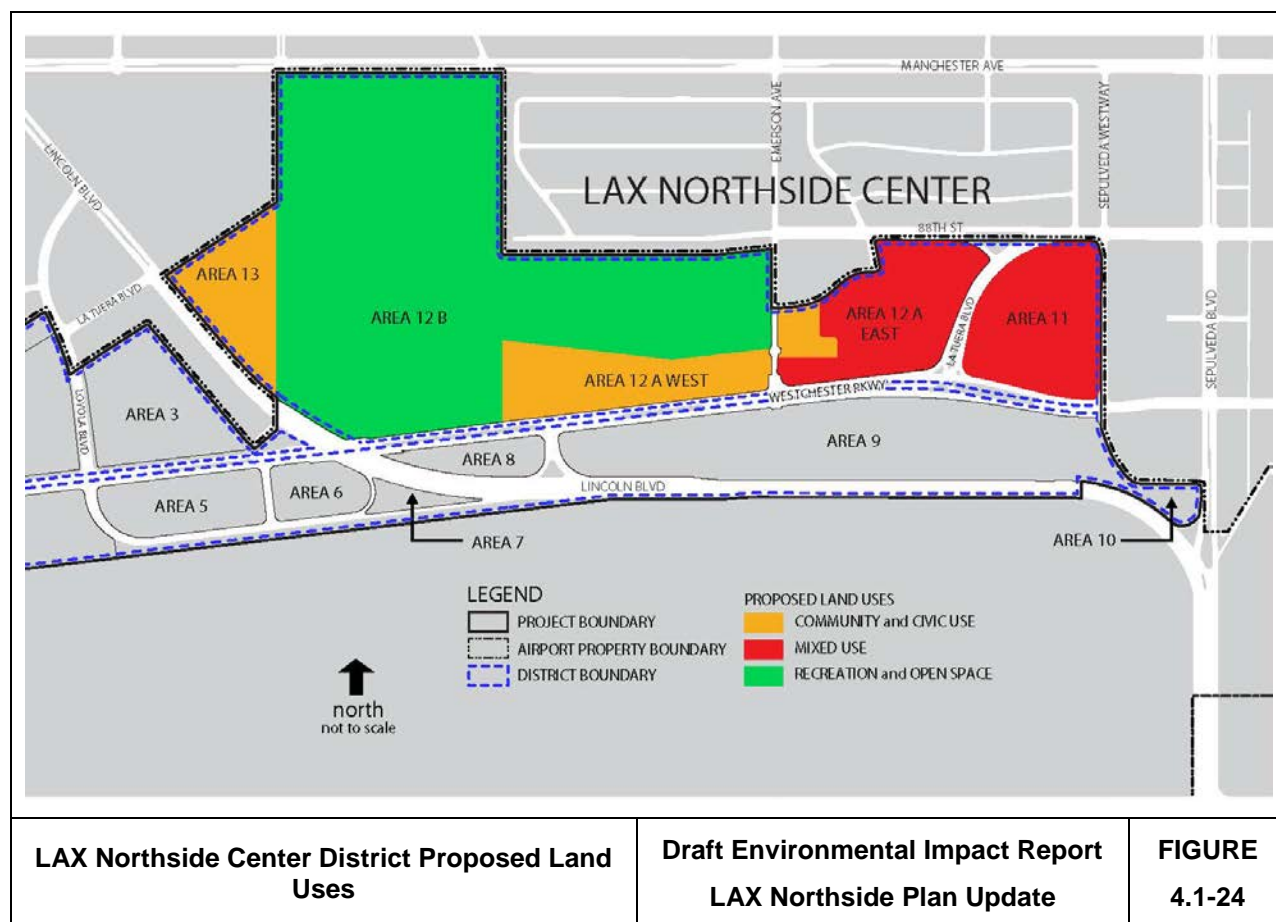 MANCHESTER AVE
EMERSON AVE
SEPULVEDA WESTWAY
LINCOLN BLVD
LAX NORTHSIDE CENTER
88TH ST
AREA 13
LA TIJERA BLVD
AREA 12 B
AREA 12 A
EAST
LA TIJERA BLVD
AREA 11
SEPULVEDA BLVD
AREA 12 A WEST
WESTCHESTER PKWY
LOYOLA BLVD
AREA 3
AREA 9
AREA 8
AREA 6
AREA 5
LINCOLN BLVD
AREA 7
AREA 10
LEGEND
PROJECT BOUNDARY
AIRPORT PROPERTY BOUNDARY
DISTRICT BOUNDARY
PROPOSED LAND USES
COMMUNITY and CIVIC USE
MIXED USE
RECREATION and OPEN SPACE
north
not to scale
LAX Northside Center District Proposed Land
Uses
Draft Environmental Impact Report
LAX Northside Plan Update
FIGURE
4.1-24